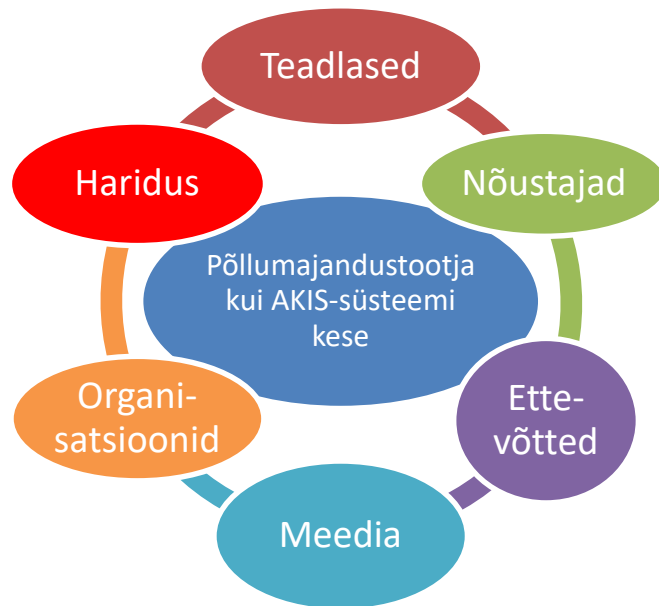 Teadlased
Haridus
Nõustajad
Põllumajandustootja
kui AKIS-süsteemi
kese
Organi-
satsioonid
Ette-
võtted
Meedia